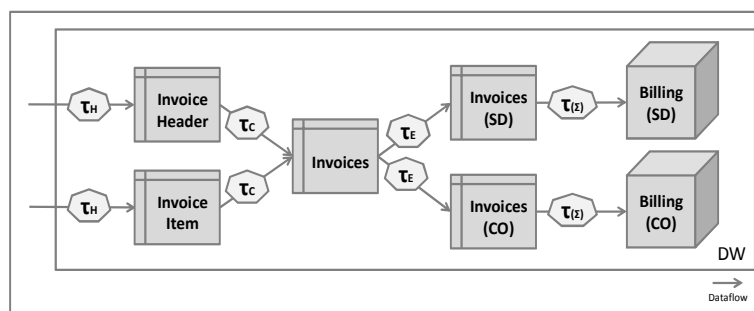 τH
Invoice
Header
τC
Invoices
τE
Invoices
(SD)
τ(Σ)
Billing
(SD)
τH
Invoice
Item
τC
τE
Invoices
(CO)
τ(Σ)
Billing
(CO)
DW
Dataflow